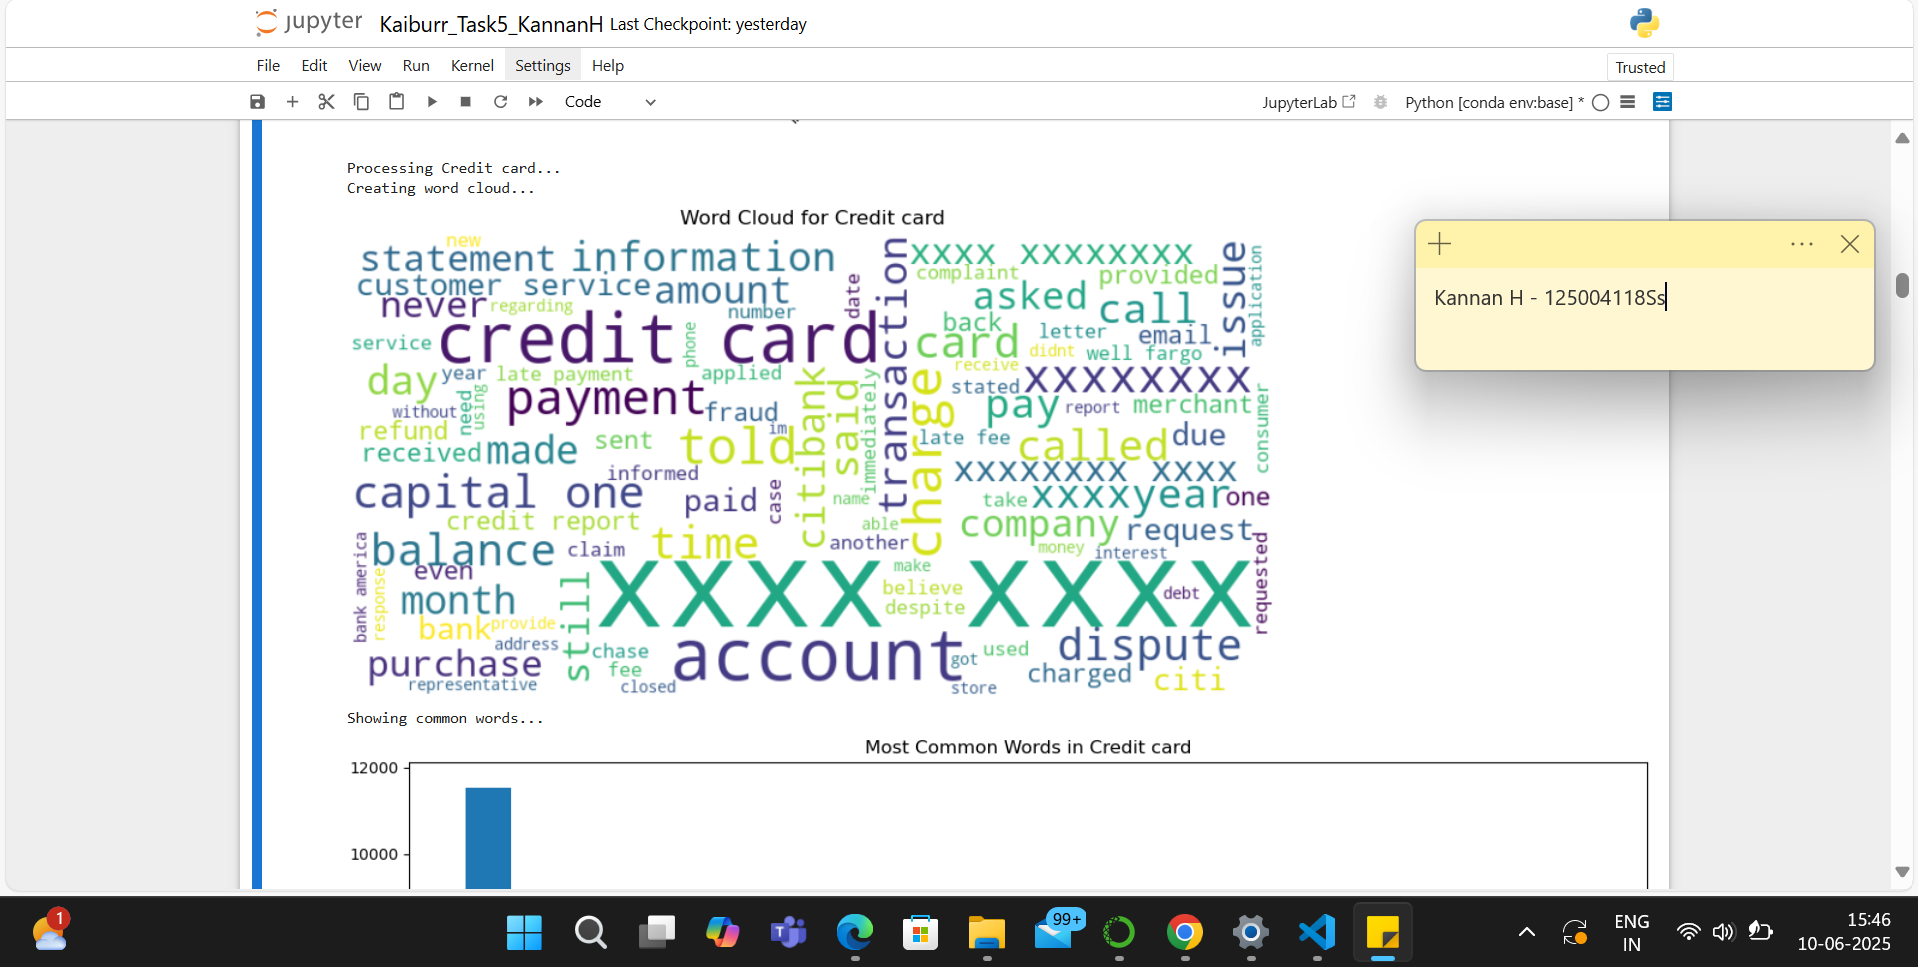 jupyter Kaiburr_Task5_KannanH Last Checkpoint: yesterday
File Edit View Run Kernel Settings Help
Trusted
Code
JupyterLab Python [conda env:base] *
Processing Credit card...
Creating word cloud...
Word Cloud for Credit card
new
statement information
xxxx xxxxxxxx
issue
application
customer service
amount
date
transaction
complaint
provided
never
regarding
number
asked
call
credit card
phone
back
letter
email
service
card
didnt
well fargo
day
year
late payment
applied
receive
stated
xxxxxxxx
payment
citibank
said
immediately
charge
without
need
using
fraud
pay
report
merchant
consumer
refund
im
received
made
sent
told
late fee
called
due
informed
xxxxxxxx xxxx
capital one
paid
case
name
take
xxxxyear
one
credit report
able
company
request
balance
claim
time
another
money
interest
requested
bank america
even
response
month
still
xxxx xxxx
make
believe
despite
debt
bank
provide
address
purchase
chase
fee
account
got
used
dispute
charged
citi
representative
closed
store
Kannan H - 125004118Ss
Showing common words...
Most Common Words in Credit card
12000
10000
1
99+
ENG
IN
15:46
10-06-2025